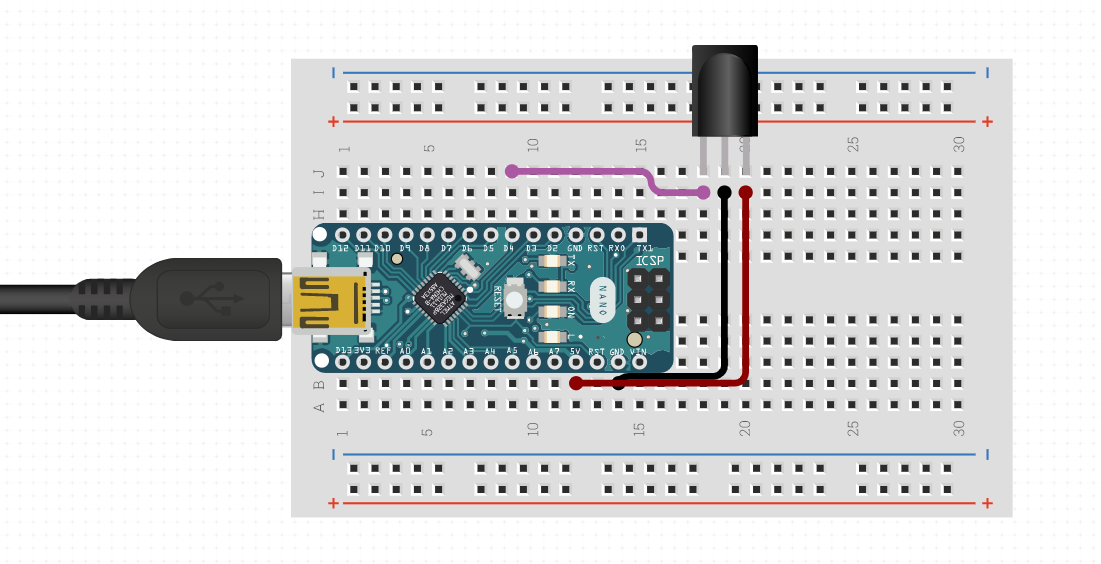 + +
1 5 10 15 20 25 30
J
I
H
D12 D11 D10 D9 D8 D7 D6 D5 D4 D3 D2 GND RST RX0 TX1
ICSP
TX
RX
ON
L
RESET
NANO
D13 3V3 REF A0 A1 A2 A3 A4 A5 A6 A7 5V RST GND VIN
B
A
1 5 10 15 20 25 30
+ +